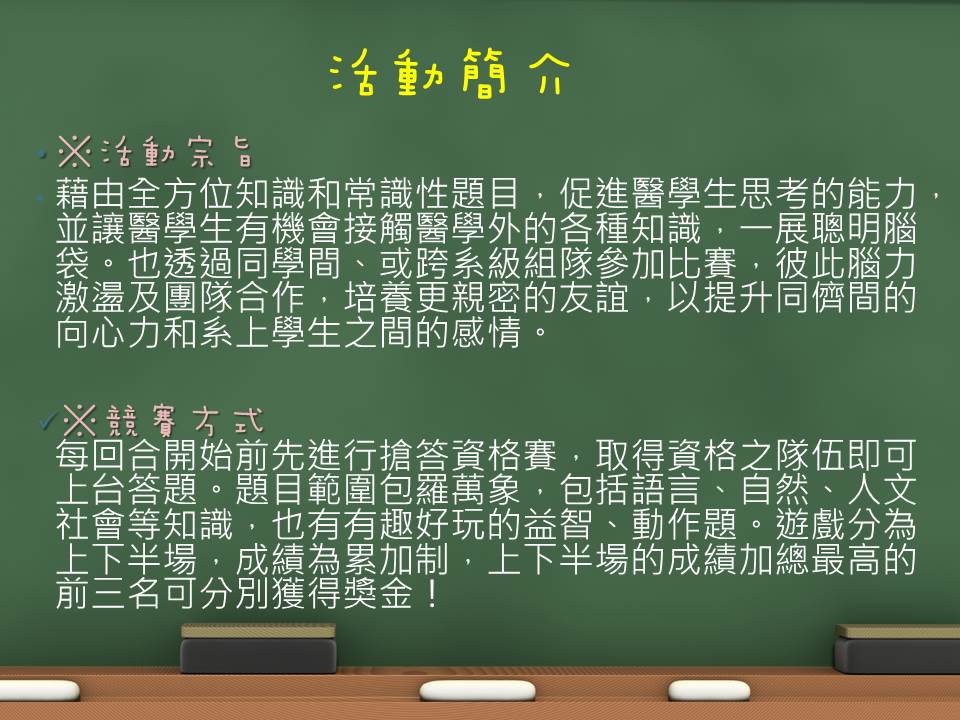 活動簡介
• ※活動宗旨
• 藉由全方位知識和常識性題目，促進醫學生思考的能力，
並讓醫學生有機會接觸醫學外的各種知識，一展聰明腦
袋。也透過同學間、或跨系級組隊參加比賽，彼此腦力
激盪及團隊合作，培養更親密的友誼，以提升同儕間的
向心力和系上學生之間的感情。
✓※競賽方式
每回合開始前先進行搶答資格賽，取得資格之隊伍即可
上台答題。題目範圍包羅萬象，包括語言、自然、人文
社會等知識，也有有趣好玩的益智、動作題。遊戲分為
上下半場，成績為累加制，上下半場的成績加總最高的
前三名可分別獲得獎金！